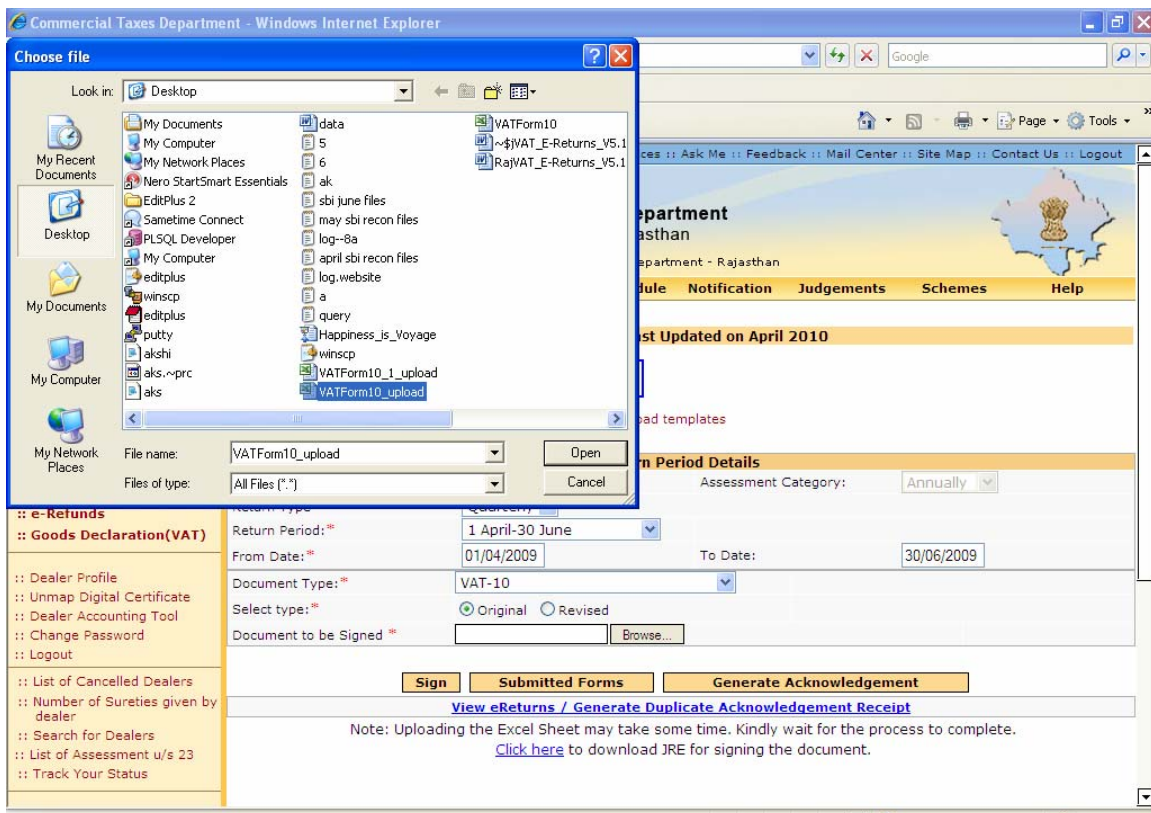 Commercial Taxes Department - Windows Internet Explorer
Choose file
Look in:
Desktop
My Recent Documents
Desktop
My Documents
My Computer
My Network Places
My Documents
My Computer
My Network Places
Nero StartSmart Essentials
EditPlus 2
Sametime Connect
PLSQL Developer
My Computer
editplus
winscp
editplus
putty
akshi
aks.~prc
aks
data
5
6
ak
sbi june files
may sbi recon files
log--8a
april sbi recon files
log.website
a
query
Happiness_is_Voyage
winscp
VATForm10_1_upload
VATForm10_upload
VATForm10
~$jVAT_E-Returns_V5.1
RajVAT_E-Returns_V5.1
File name:
VATForm10_upload
Open
Files of type:
All Files (*.*)
Cancel
Google
Page
Tools
»
ces :: Ask Me :: Feedback :: Mail Center :: Site Map :: Contact Us :: Logout
epartment
asthan
epartment - Rajasthan
dule Notification Judgements Schemes Help
st Updated on April 2010
oad templates
rn Period Details
Assessment Category: Annually
Return Type Quarterly
Return Period:* 1 April-30 June
From Date:* 01/04/2009 To Date: 30/06/2009
Document Type:* VAT-10
Select type:* Original Revised
Document to be Signed * Browse...
Sign Submitted Forms Generate Acknowledgement
View eReturns / Generate Duplicate Acknowledgement Receipt
Note: Uploading the Excel Sheet may take some time. Kindly wait for the process to complete.
Click here to download JRE for signing the document.
:: e-Refunds
:: Goods Declaration(VAT)
:: Dealer Profile
:: Unmap Digital Certificate
:: Dealer Accounting Tool
:: Change Password
:: Logout
:: List of Cancelled Dealers
:: Number of Sureties given by
dealer
:: Search for Dealers
:: List of Assessment u/s 23
:: Track Your Status